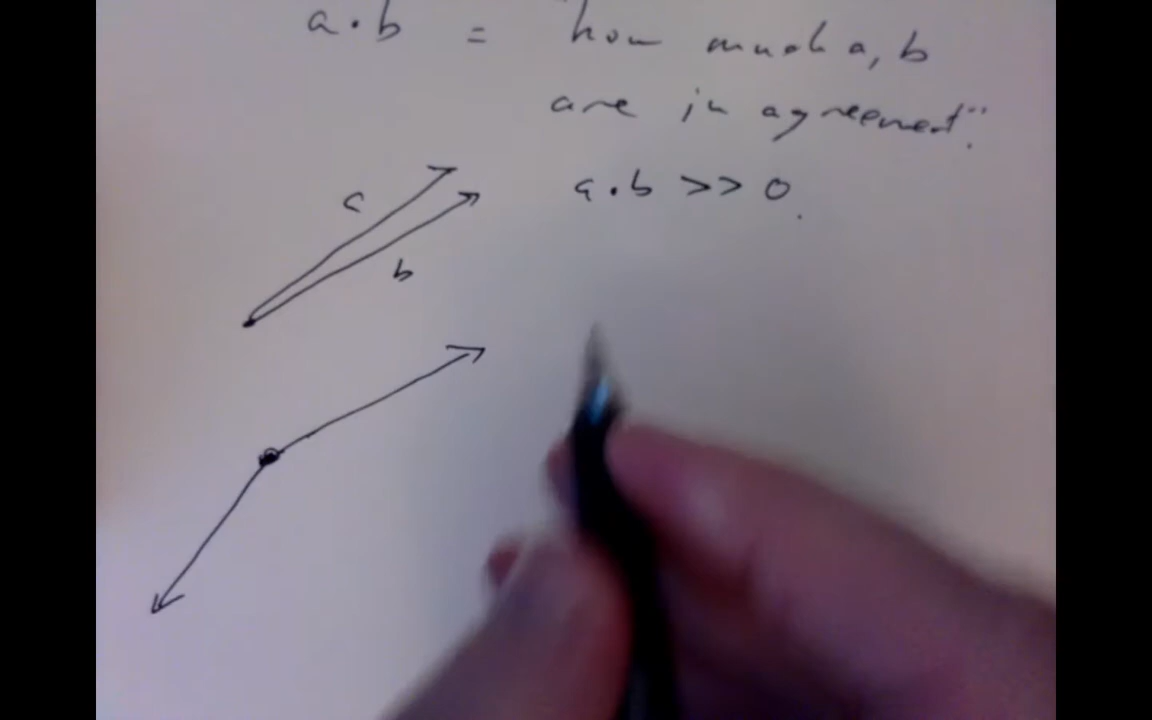 a · b = "how much a, b
are in agreement".
a
b
a · b >> 0.